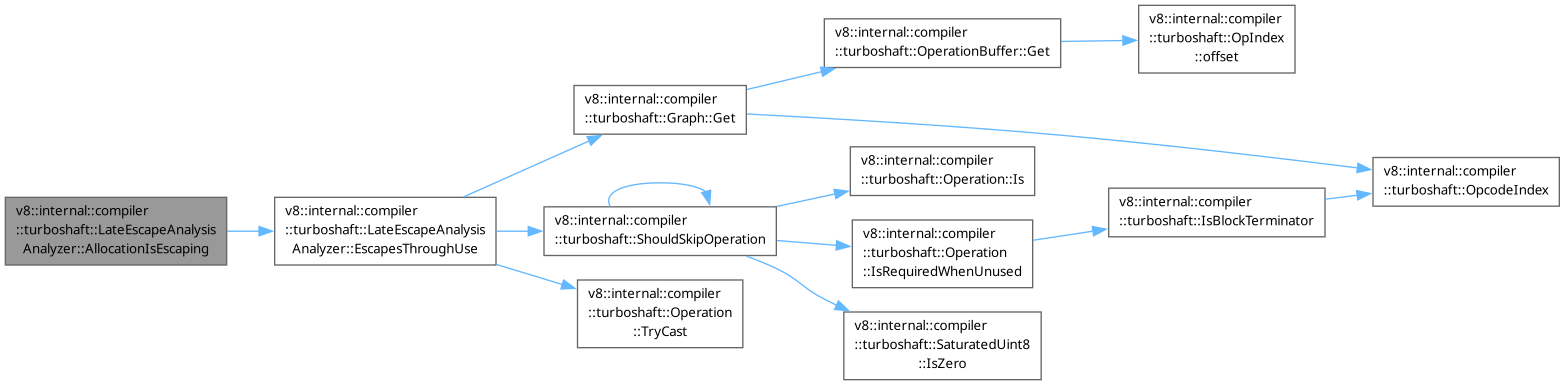 v8::internal::compiler
::turboshaft::LateEscapeAnalysis
Analyzer::AllocationIsEscaping
v8::internal::compiler
::turboshaft::LateEscapeAnalysis
Analyzer::EscapesThroughUse
v8::internal::compiler
::turboshaft::Graph::Get
v8::internal::compiler
::turboshaft::OperationBuffer::Get
v8::internal::compiler
::turboshaft::OpIndex
::offset
v8::internal::compiler
::turboshaft::OpcodeIndex
v8::internal::compiler
::turboshaft::ShouldSkipOperation
v8::internal::compiler
::turboshaft::Operation::Is
v8::internal::compiler
::turboshaft::Operation
::IsRequiredWhenUnused
v8::internal::compiler
::turboshaft::IsBlockTerminator
v8::internal::compiler
::turboshaft::SaturatedUint8
::IsZero
v8::internal::compiler
::turboshaft::Operation
::TryCast